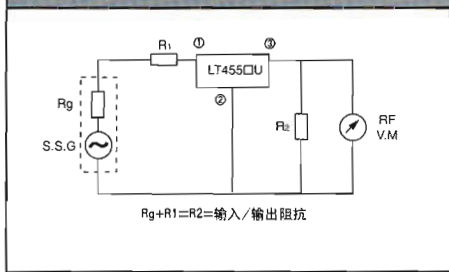 R₁ ① ③
LT455□U
Rg
②
R₂
RF
V.M
S.S.G
Rg+R1=R2=输入/输出阻抗